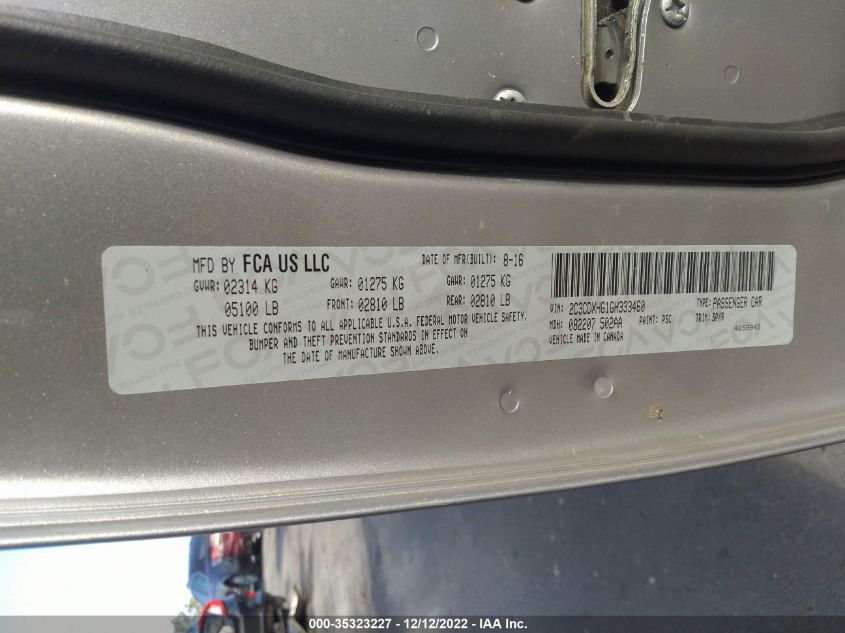 MFD BY FCA US LLC DATE OF MFR(BUILT): 8-16
GVWR: 02314 KG GAWR: 01275 KG GAWR: 01275 KG
05100 LB FRONT: 02810 LB REAR: 02810 LB
THIS VEHICLE CONFORMS TO ALL APPLICABLE U.S.A. FEDERAL MOTOR VEHICLE SAFETY,
BUMPER AND THEFT PREVENTION STANDARDS IN EFFECT ON
THE DATE OF MANUFACTURE SHOWN ABOVE.
VIN: 2C3CDXHG1GH333460 TYPE: PASSENGER CAR
MDH: 082207 502AA PAINT: PSC TRIM: BPX9
VEHICLE MADE IN CANADA 4658943
000-35323227 - 12/12/2022 - IAA Inc.